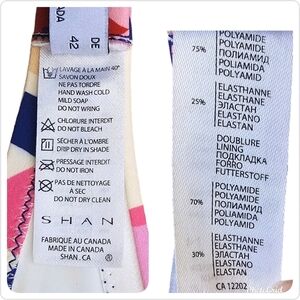 ADA
DE
42
LAVAGE À LA MAIN 40°
SAVON DOUX
NE PAS TORDRE
HAND WASH COLD
MILD SOAP
DO NOT WRING
CHLORURE INTERDIT
DO NOT BLEACH
SÉCHER À L'OMBRE
DRIP DRY IN SHADE
PRESSAGE INTERDIT
DO NOT IRON
PAS DE NETTOYAGE
À SEC
DO NOT DRY CLEAN
SHAN
FABRIQUÉ AU CANADA
MADE IN CANADA
SHAN.CA
POLYAMIDE
75% POLYAMIDE
ПОЛИАМИД
POLIAMIDA
POLYAMID
ELASTHANNE
25% ELASTHANE
ЭЛАСТАН
ELASTANO
ELASTAN
DOUBLURE
LINING
ПОДКЛАДКА
FORRO
FUTTERSTOFF
POLYAMIDE
70% POLYAMIDE
ПОЛИАМИД
POLIAMIDA
POLYAMID
ELASTHANNE
ELASTHANE
30% ЭЛАСТАН
ELASTANO
ELASTAN
CA 12202
PhotoGrid